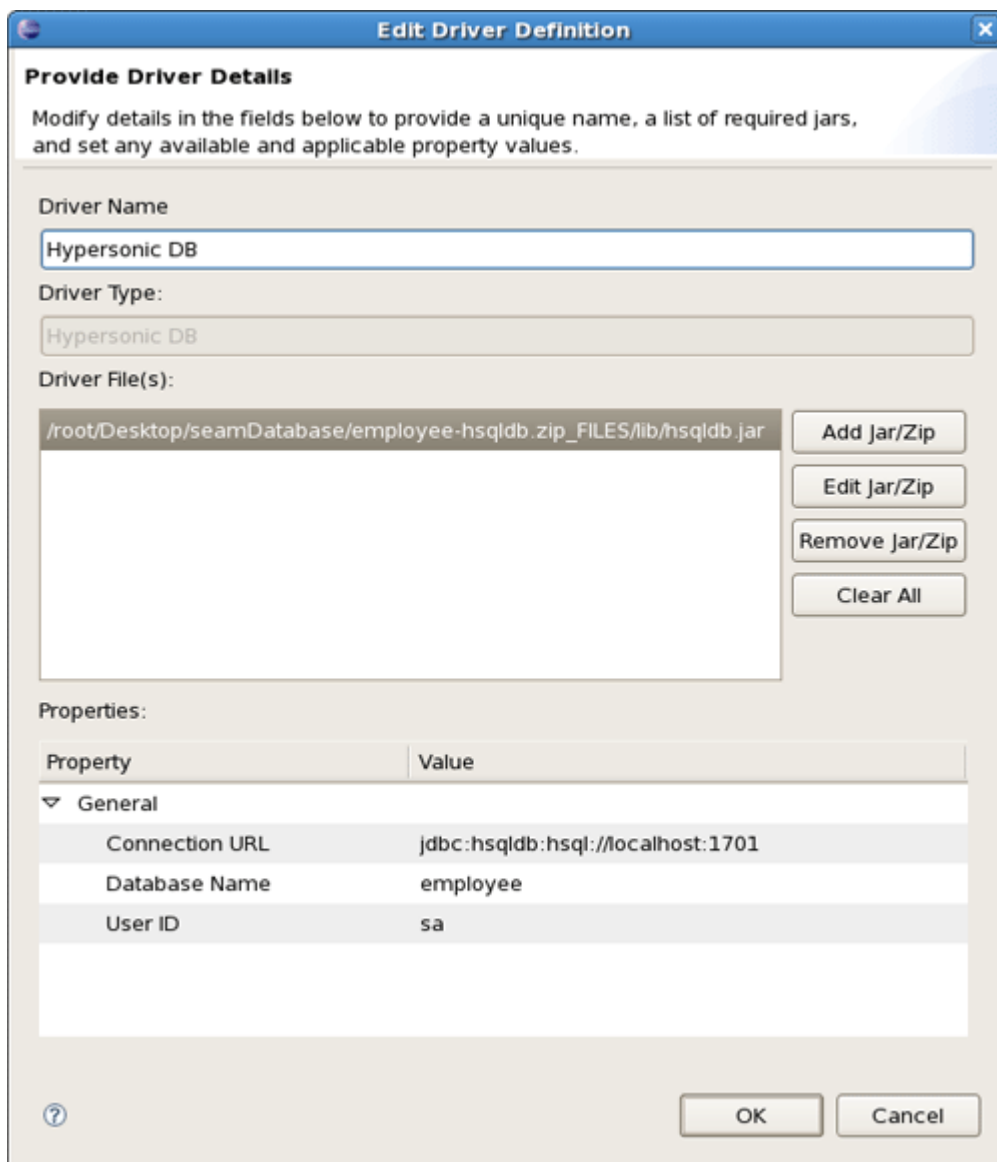 Edit Driver Definition
Provide Driver Details
Modify details in the fields below to provide a unique name, a list of required jars,
and set any available and applicable property values.
Driver Name
Hypersonic DB
Driver Type:
Hypersonic DB
Driver File(s):
/root/Desktop/seamDatabase/employee-hsqldb.zip_FILES/lib/hsqldb.jar
Add Jar/Zip
Edit Jar/Zip
Remove Jar/Zip
Clear All
Properties:
Property Value
General
Connection URL jdbc:hsqldb:hsql://localhost:1701
Database Name employee
User ID sa
OK Cancel